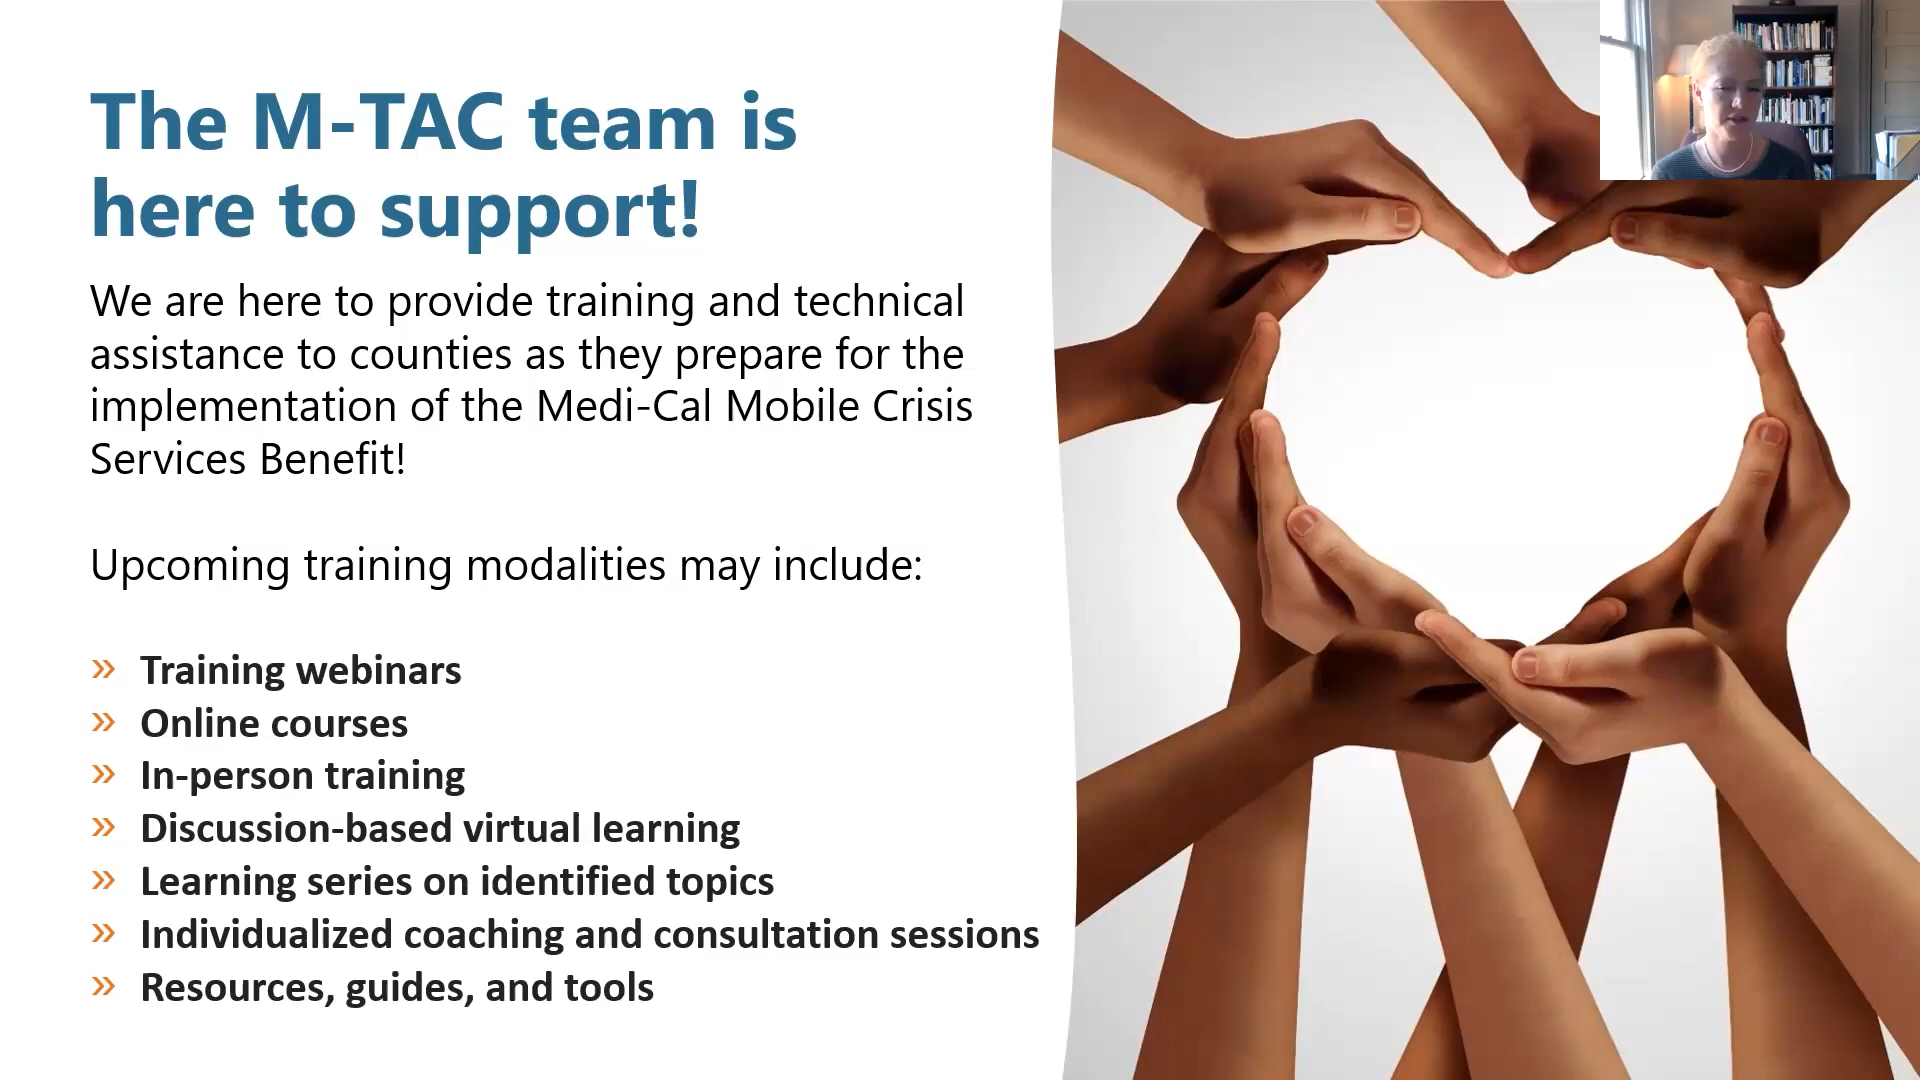 The M-TAC team is
here to support!
We are here to provide training and technical
assistance to counties as they prepare for the
implementation of the Medi-Cal Mobile Crisis
Services Benefit!
Upcoming training modalities may include:
» Training webinars
» Online courses
» In-person training
» Discussion-based virtual learning
» Learning series on identified topics
» Individualized coaching and consultation sessions
» Resources, guides, and tools